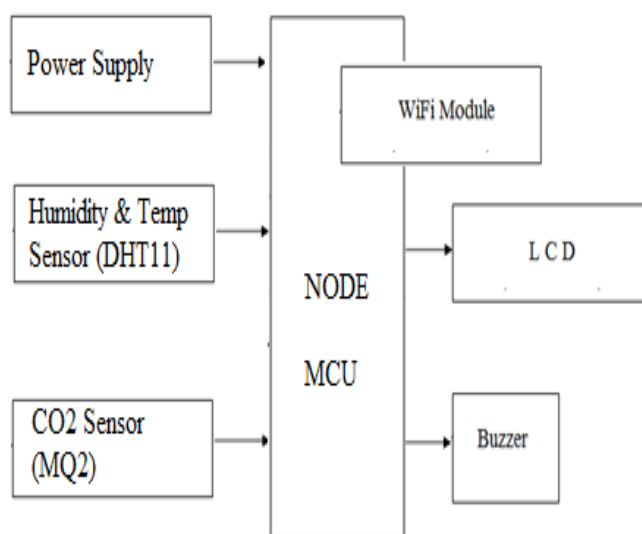 Power Supply
WiFi Module
Humidity & Temp
Sensor (DHT11)
L C D
NODE
MCU
CO2 Sensor
(MQ2)
Buzzer